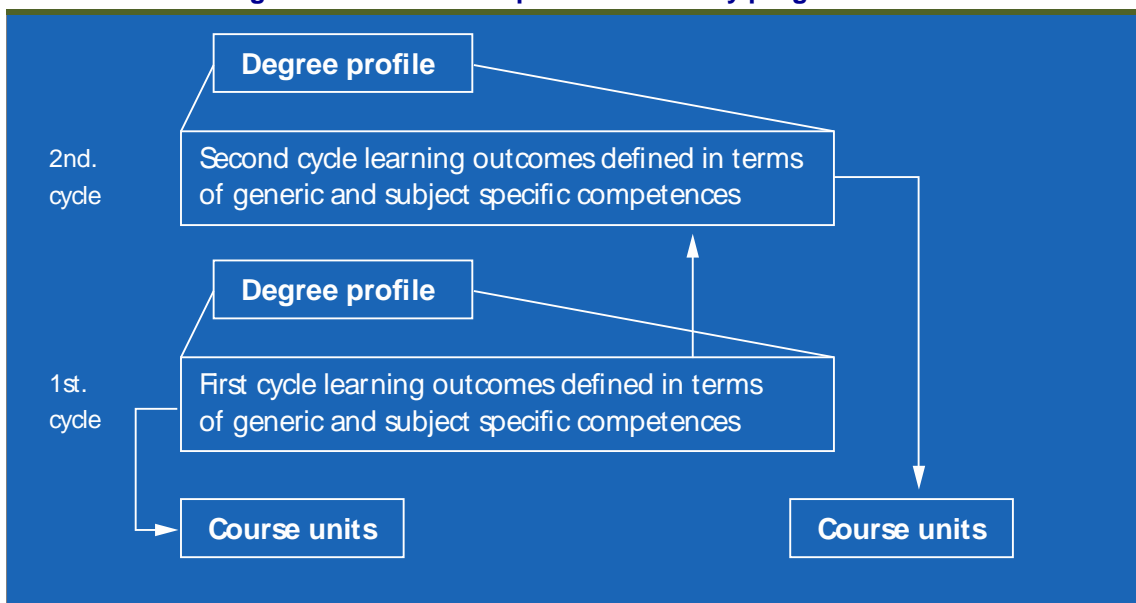 Degree profile
2nd.
cycle
Second cycle learning outcomes defined in terms
of generic and subject specific competences
Degree profile
1st.
cycle
First cycle learning outcomes defined in terms
of generic and subject specific competences
Course units
Course units